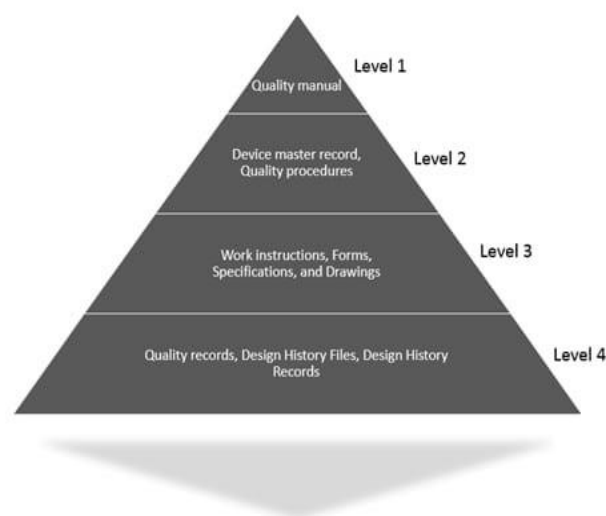 Level 1
Quality manual
Device master record,
Quality procedures
Level 2
Work instructions, Forms,
Specifications, and Drawings
Level 3
Quality records, Design History Files, Design History
Records
Level 4